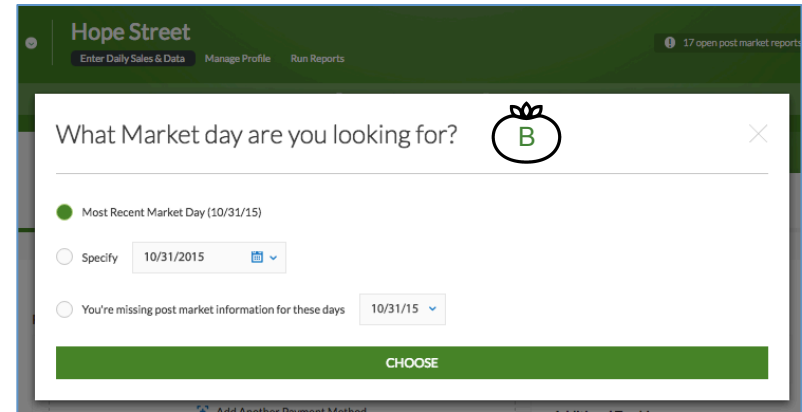 Hope Street
Enter Daily Sales & Data Manage Profile Run Reports
17 open post market reports
What Market day are you looking for?
B
Most Recent Market Day (10/31/15)
Specify 10/31/2015
You're missing post market information for these days 10/31/15
CHOOSE
Add Another Payment Method